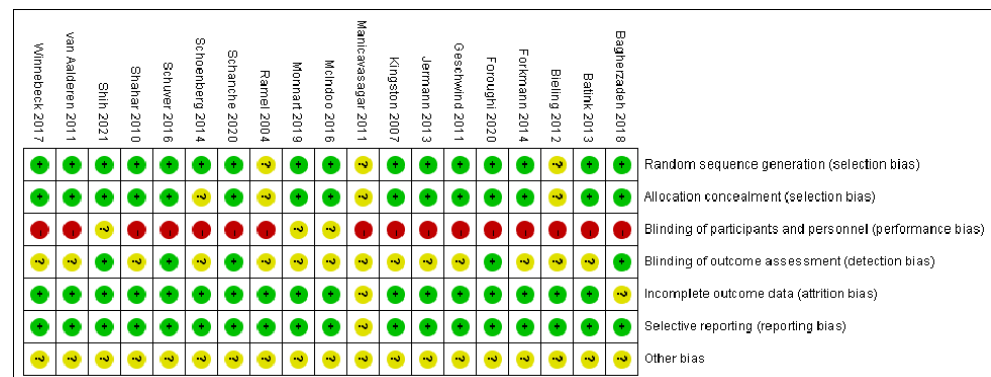 Winnebeck 2017
van Aalderen 2011
Shih 2021
Shahar 2010
Schuver 2016
Schoenberg 2014
Schanche 2020
Ramel 2004
Monnart 2019
McIndoo 2016
Manicavasagar 2011
Kingston 2007
Jermann 2013
Geschwind 2011
Foroughi 2020
Forkmann 2014
Bieling 2012
Batink 2013
Bagherzadeh 2018
+ + + + + + + ? + + ? + + + + + ? + + Random sequence generation (selection bias)
+ + + + + ? + ? + + ? + + + + + ? + + Allocation concealment (selection bias)
- - ? - - - - - ? ? - - - - - - - - - Blinding of participants and personnel (performance bias)
? ? + ? + ? + ? ? ? ? ? ? ? + ? ? ? + Blinding of outcome assessment (detection bias)
+ + + + + + + + + + ? + + + + + + + ? Incomplete outcome data (attrition bias)
+ + + + + + + + + + ? + + + + + + + + Selective reporting (reporting bias)
? ? ? ? ? ? ? ? ? ? ? ? ? ? ? ? ? ? ? Other bias